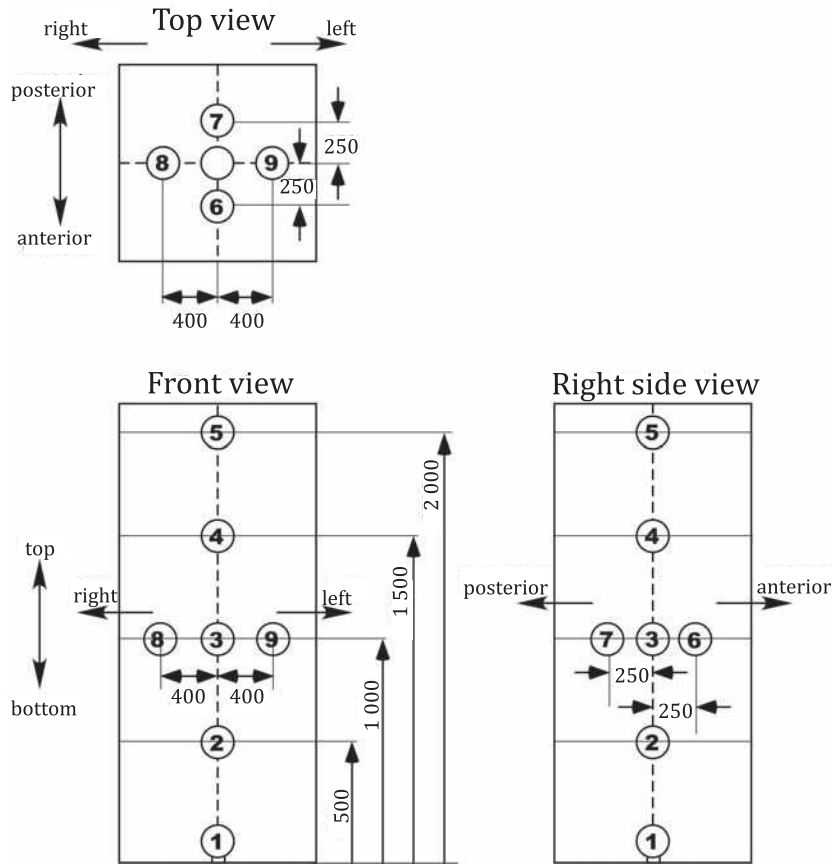 Top view
right left
posterior
anterior
7
8 9
6
250
250
400 400
Front view
top
bottom
right left
5
4
8 3 9
2
1
400 400
500
1 000
1 500
2 000
Right side view
posterior anterior
5
4
7 3 6
2
1
250
250